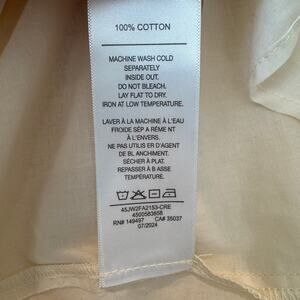 100% COTTON
MACHINE WASH COLD
SEPARATELY
INSIDE OUT.
DO NOT BLEACH.
LAY FLAT TO DRY.
IRON AT LOW TEMPERATURE.
LAVER À LA MACHINE À L'EAU
FROIDE SÉP A RÉME NT
À L'ENVERS.
NE PAS UTILIS ER D'AGENT
DE BL ANCHIMENT.
SÉCHER À PLAT.
REPASSER À B ASSE
TEMPÉRATURE.
45JW2FA2153-CRE
4500583658
RN# 149497 CA# 35037
07/2024